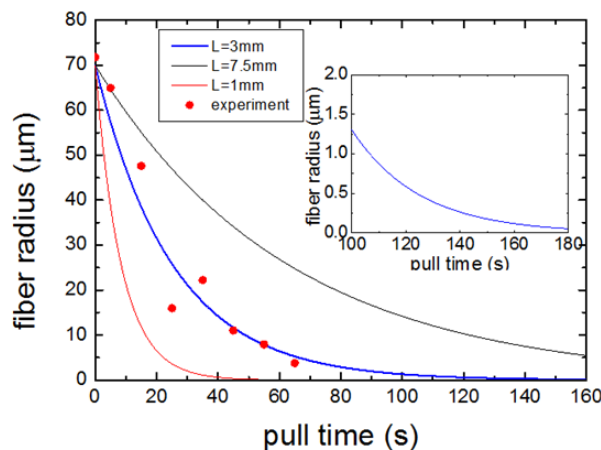 80
70
60
50
40
30
20
10
0
fiber radius (μm)
0 20 40 60 80 100 120 140 160
pull time (s)
L=3mm
L=7.5mm
L=1mm
experiment
2.0
1.5
1.0
0.5
0.0
fiber radius (μm)
100 120 140 160 180
pull time (s)